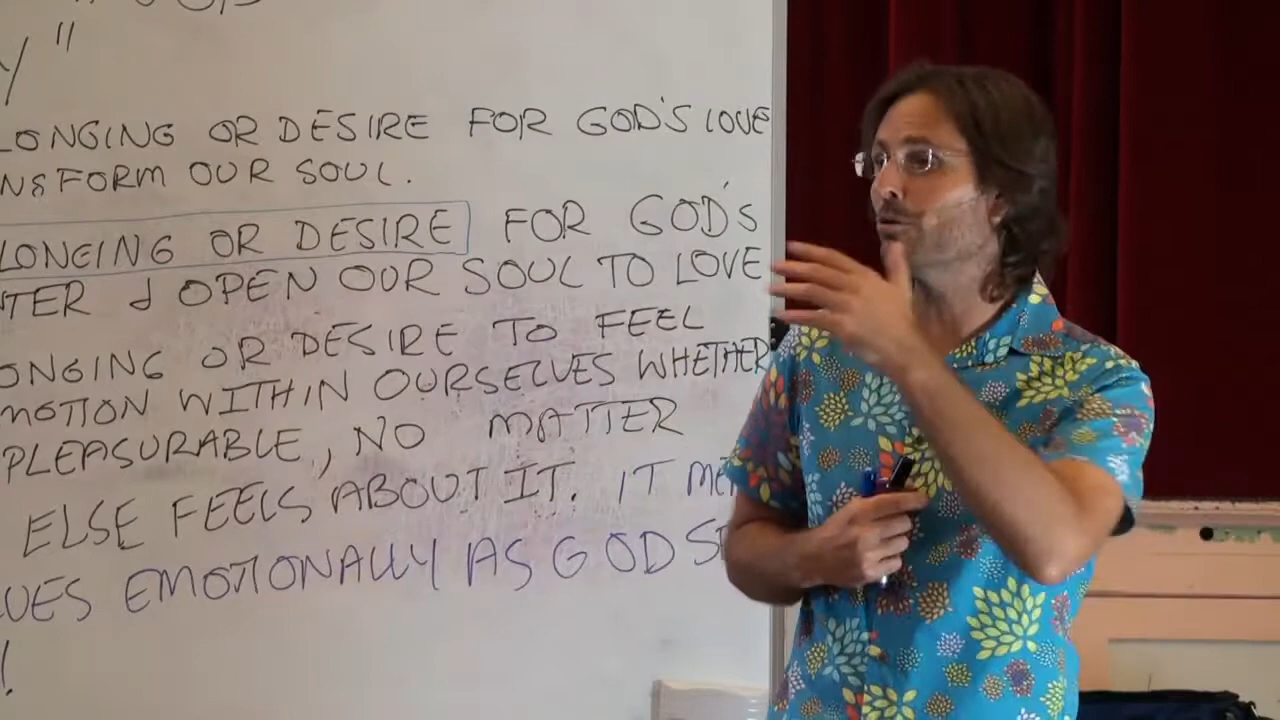 Y"
LONGING OR DESIRE FOR GOD'S LOVE
NSFORM OUR SOUL.
LONGING OR DESIRE FOR GOD'S
TER & OPEN OUR SOUL TO LOVE
ONGING OR DESIRE TO FEEL
MOTION WITHIN OURSELVES WHETHER
PLEASURABLE, NO MATTER
ELSE FEELS ABOUT IT. IT ME
LVES EMOTIONALLY AS GOD S
!